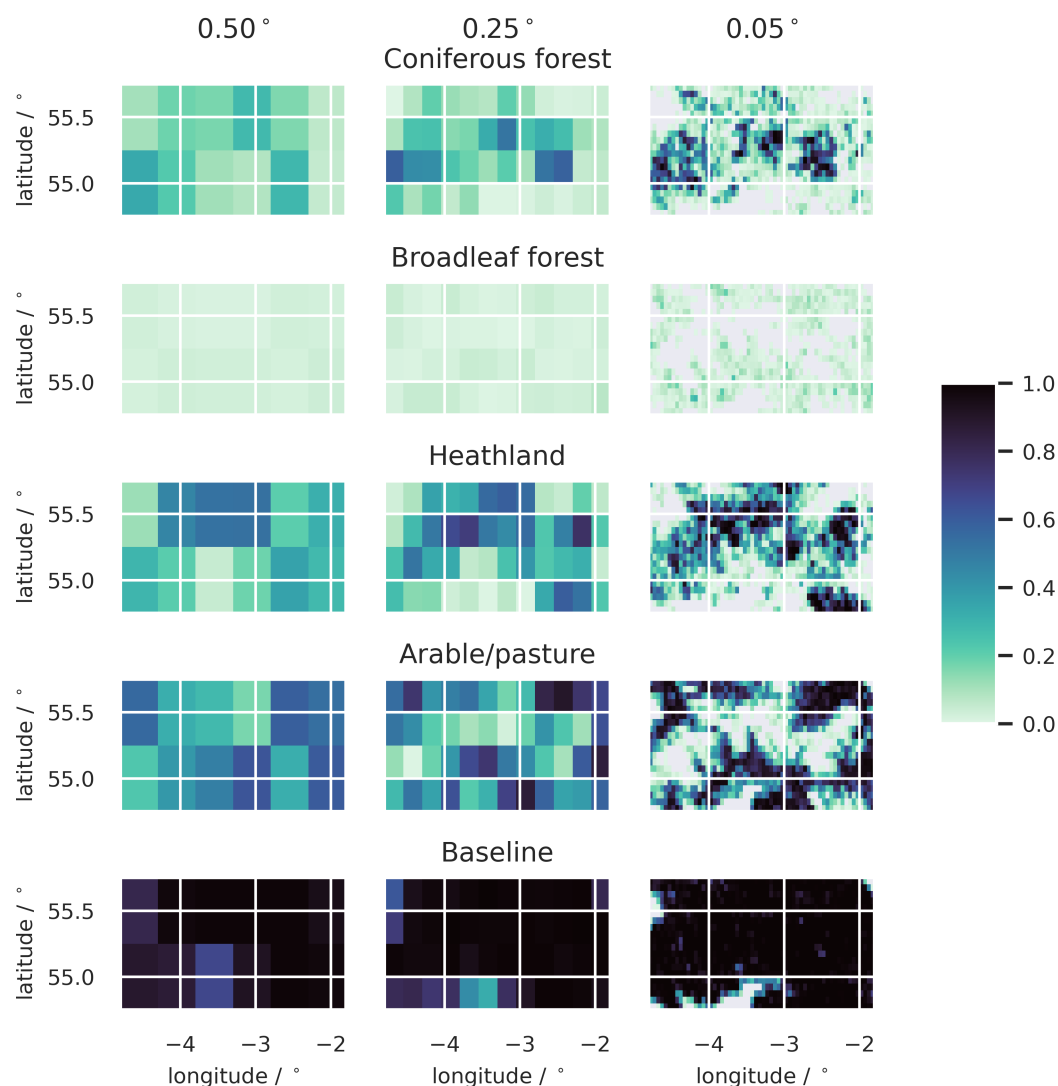 0.50° 0.25° 0.05°
Coniferous forest
latitude / °
55.5
55.0
Broadleaf forest
latitude / °
55.5
55.0
Heathland
latitude / °
55.5
55.0
Arable/pasture
latitude / °
55.5
55.0
Baseline
latitude / °
55.5
55.0
−4 −3 −2 −4 −3 −2 −4 −3 −2
longitude / ° longitude / ° longitude / °
1.0
0.8
0.6
0.4
0.2
0.0